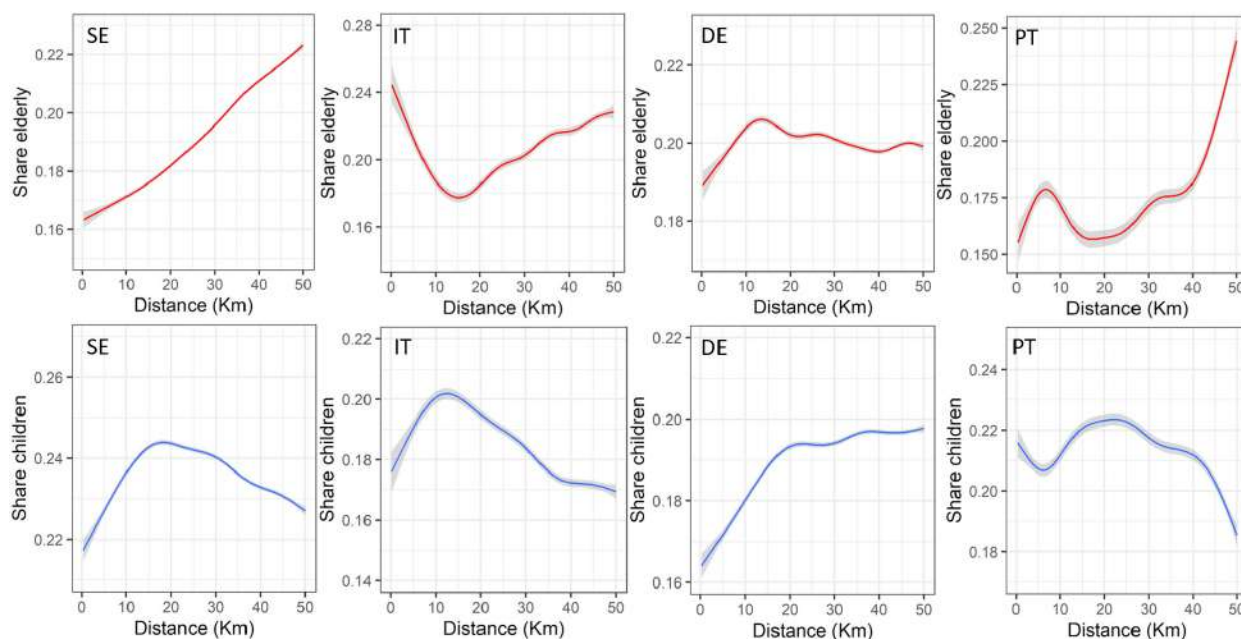 SE
Share elderly
0.22
0.20
0.18
0.16
0 10 20 30 40 50
Distance (Km)
IT
Share elderly
0.28
0.24
0.20
0.16
0 10 20 30 40 50
Distance (Km)
DE
Share elderly
0.22
0.20
0.18
0 10 20 30 40 50
Distance (Km)
PT
Share elderly
0.250
0.225
0.200
0.175
0.150
0 10 20 30 40 50
Distance (Km)
SE
Share children
0.26
0.24
0.22
0 10 20 30 40 50
Distance (Km)
IT
Share children
0.22
0.20
0.18
0.16
0.14
0 10 20 30 40 50
Distance (Km)
DE
Share children
0.22
0.20
0.18
0.16
0 10 20 30 40 50
Distance (Km)
PT
Share children
0.24
0.22
0.20
0.18
0 10 20 30 40 50
Distance (Km)